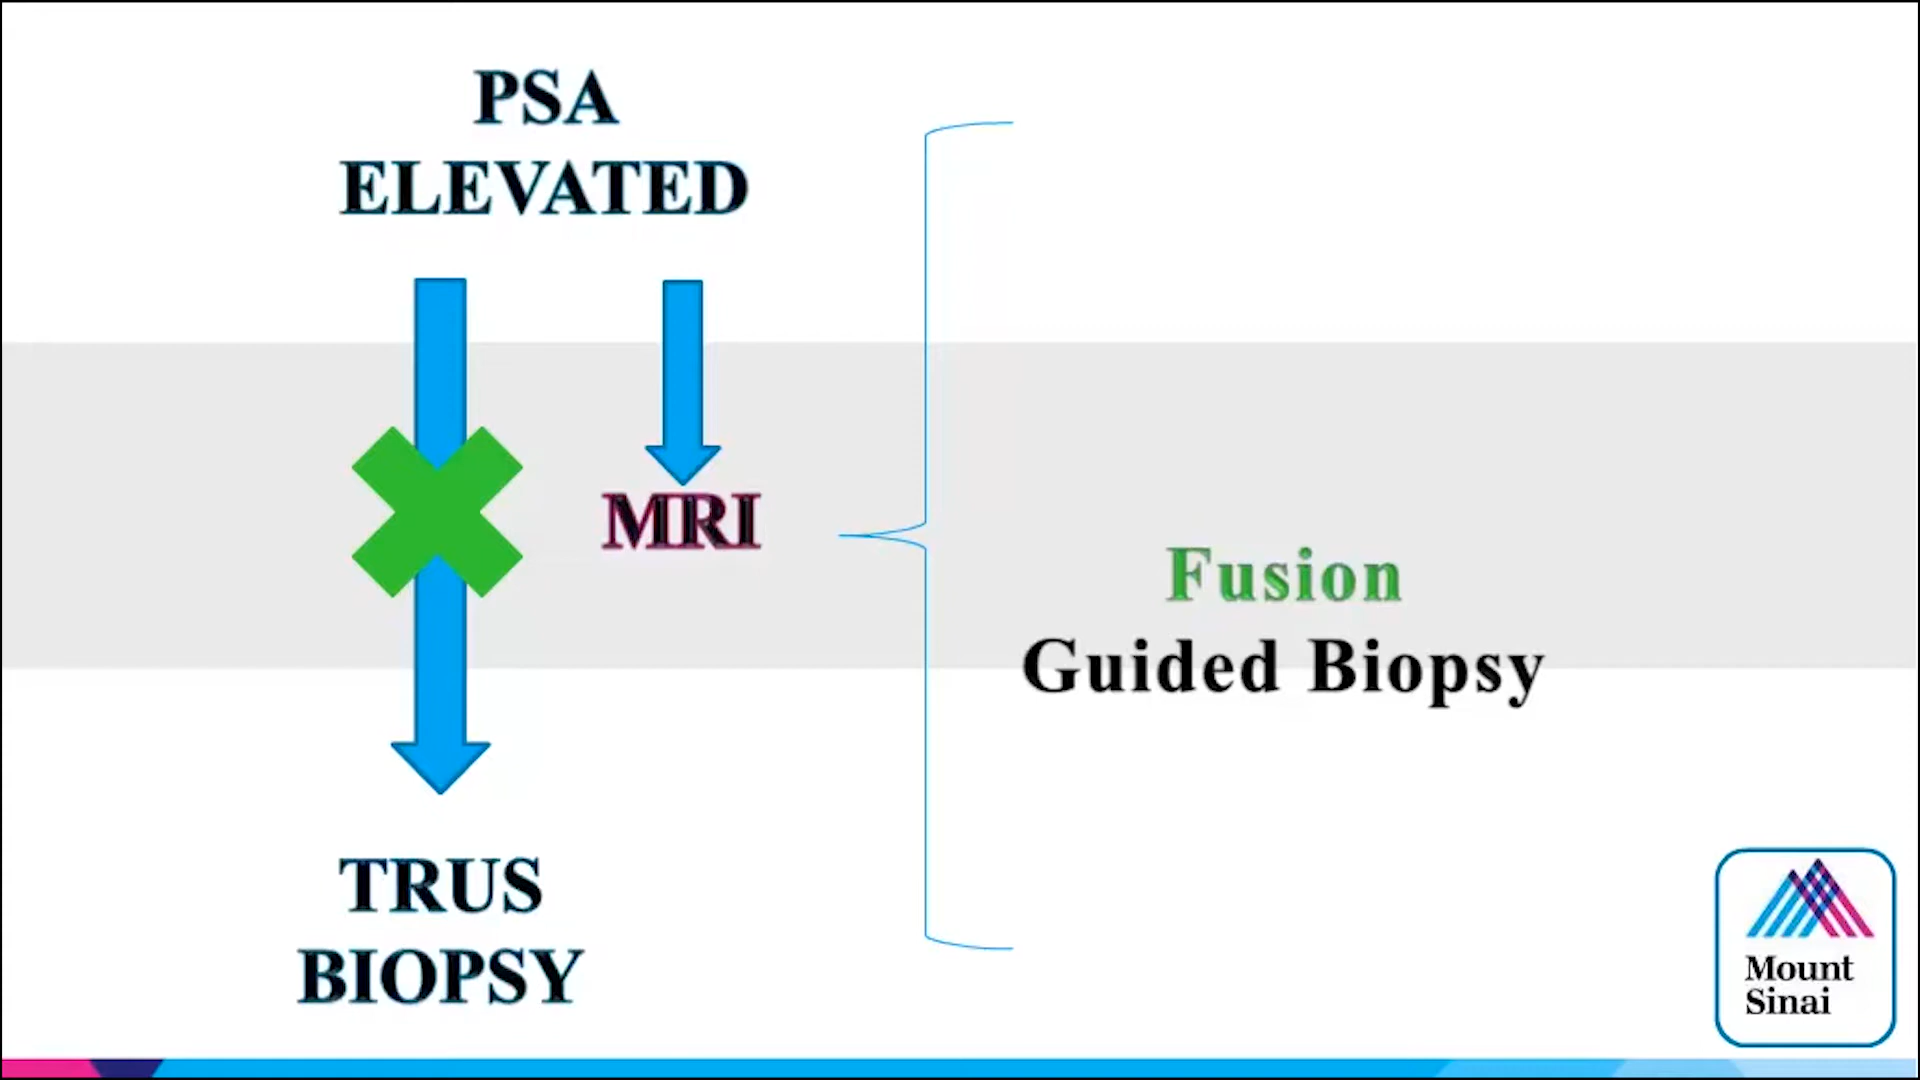 PSA
ELEVATED
MRI
Fusion
Guided Biopsy
TRUS
BIOPSY
Mount
Sinai